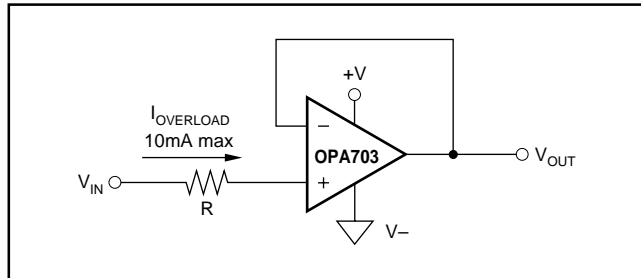 +V
I_OVERLOAD
10mA max
–
OPA703
+
V_IN
R
V_OUT
V–